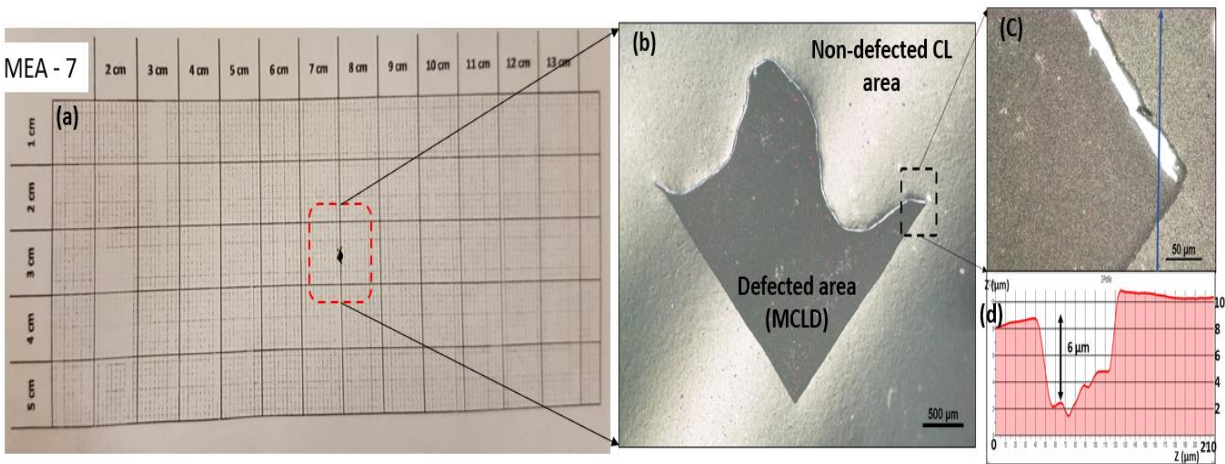 MEA - 7
2 cm 3 cm 4 cm 5 cm 6 cm 7 cm 8 cm 9 cm 10 cm 11 cm 12 cm 13 cm
(a)
1 cm
2 cm
3 cm
4 cm
5 cm
(b)
Non-defected CL
area
Defected area
(MCLD)
500 µm
(C)
50 µm
(d)
Z (µm)
6 µm
10
8
6
4
2
0
210
Z (µm)